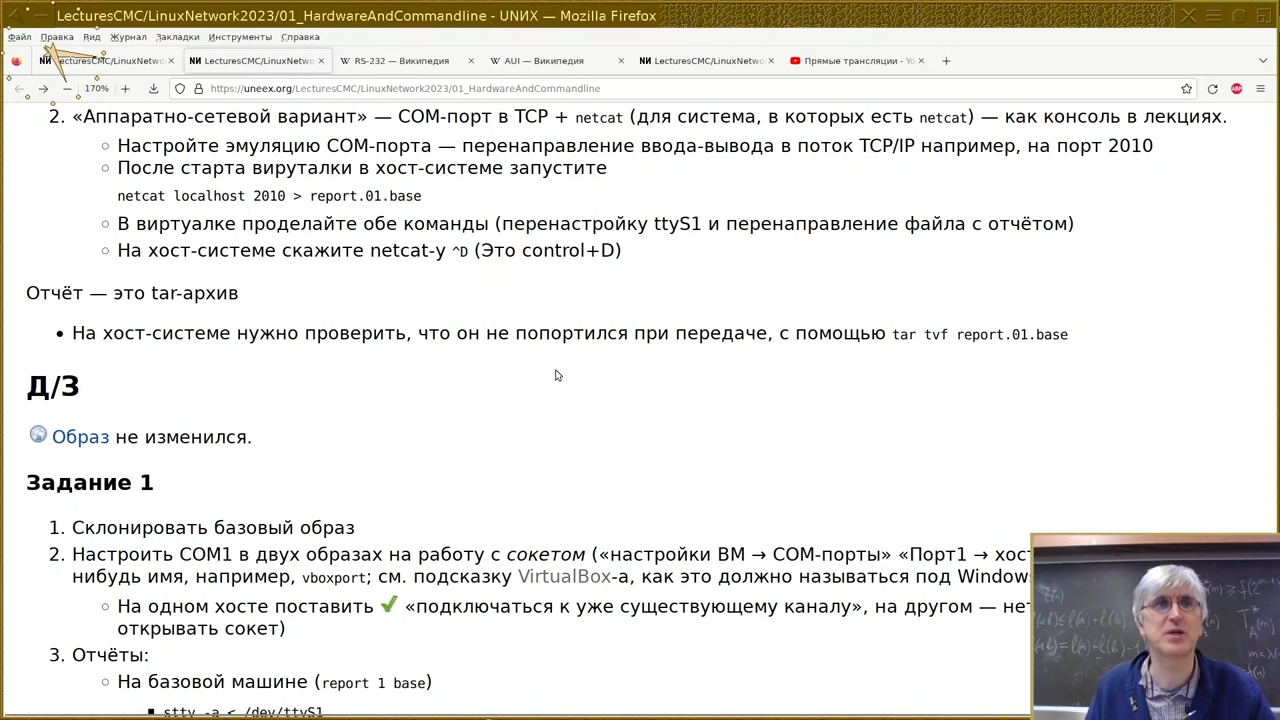 LecturesCMC/LinuxNetwork2023/01_HardwareAndCommandline - UNИX — Mozilla Firefox
Файл Правка Вид Журнал Закладки Инструменты Справка
LecturesCMC/LinuxNetwo LecturesCMC/LinuxNetwo RS-232 — Википедия AUI — Википедия LecturesCMC/LinuxNetwo Прямые трансляции - Yo
170% https://uneex.org/LecturesCMC/LinuxNetwork2023/01_HardwareAndCommandline
2. «Аппаратно-сетевой вариант» — COM-порт в TCP + netcat (для система, в которых есть netcat) — как консоль в лекциях.
Настройте эмуляцию COM-порта — перенаправление ввода-вывода в поток TCP/IP например, на порт 2010
После старта вируталки в хост-системе запустите
netcat localhost 2010 > report.01.base
В виртуалке проделайте обе команды (перенастройку ttyS1 и перенаправление файла с отчётом)
На хост-системе скажите netcat-у ^D (Это control+D)
Отчёт — это tar-архив
На хост-системе нужно проверить, что он не попортился при передаче, с помощью tar tvf report.01.base
Д/З
Образ не изменился.
Задание 1
1. Склонировать базовый образ
2. Настроить COM1 в двух образах на работу с сокетом («настройки ВМ → COM-порты» «Порт1 → хост
нибудь имя, например, vboxport; см. подсказку VirtualBox-а, как это должно называться под Window
На одном хосте поставить ✔ «подключаться к уже существующему каналу», на другом — нет
открывать сокет)
3. Отчёты:
На базовой машине (report 1 base)
stty -a < /dev/ttyS1